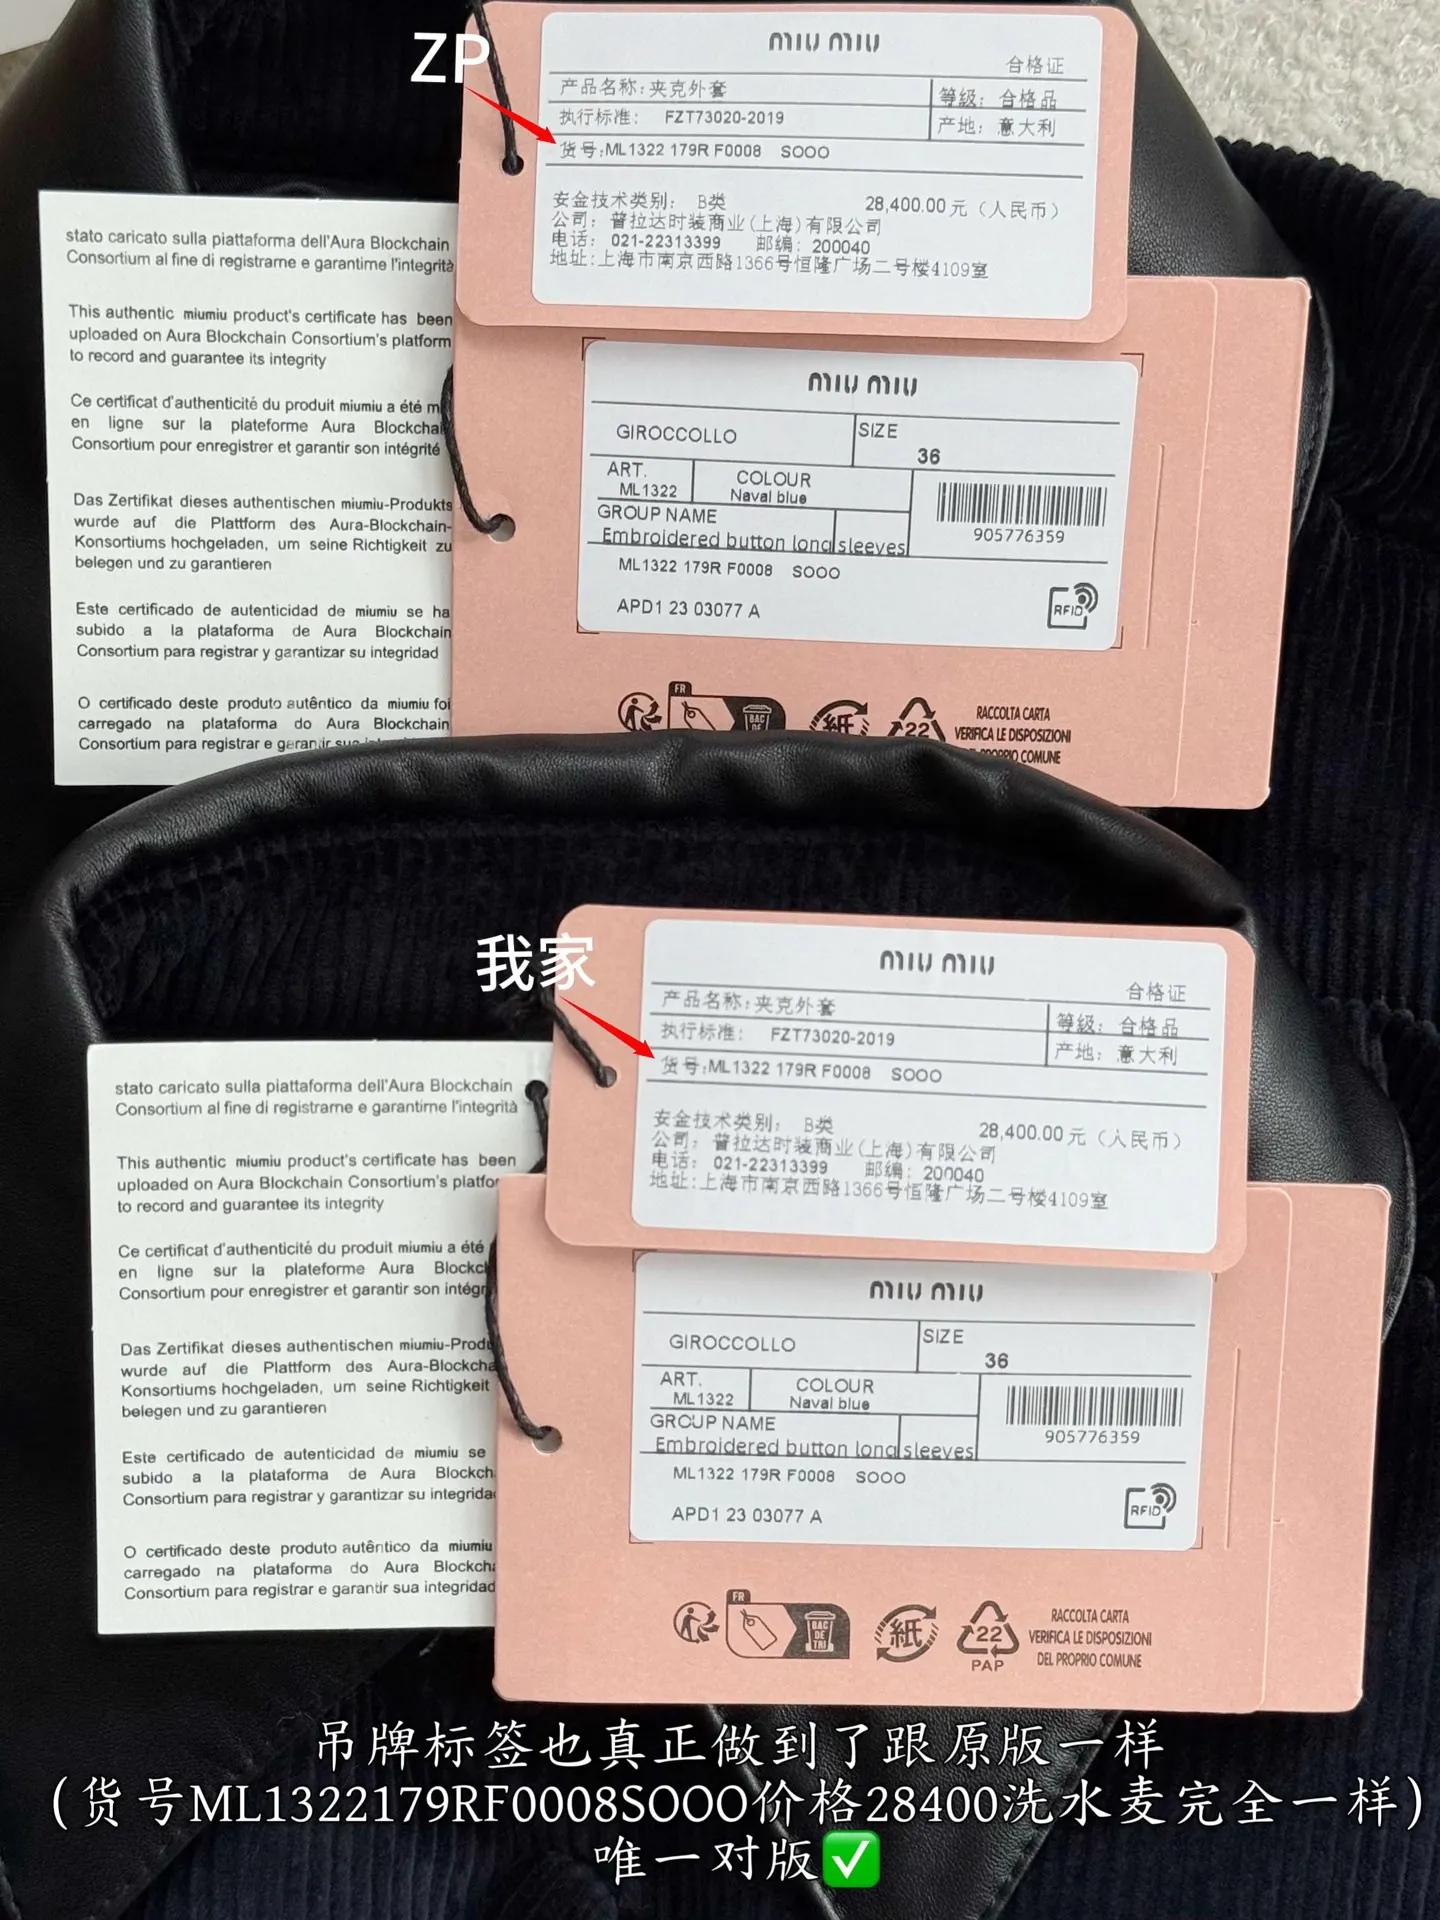 ZP
miu miu
合格证
产品名称:夹克外套
等级: 合格品
执行标准: FZT73020-2019
产地: 意大利
货号:ML1322 179R F0008 SOOO
安全技术类别: B类
28,400.00元 (人民币)
公司: 普拉达时装商业(上海)有限公司
电话: 021-22313399 邮编: 200040
地址:上海市南京西路1366号恒隆广场二号楼4109室
stato caricato sulla piattaforma dell'Aura Blockchain
Consortium al fine di registrarne e garantirne l'integrità
This authentic miumiu product's certificate has been
uploaded on Aura Blockchain Consortium's platform
to record and guarantee its integrity
Ce certificat d'authenticité du produit miumiu a été
en ligne sur la plateforme Aura
Consortium pour enregistrer et garantir son intégrité
Das Zertifikat dieses authentischen miumiu-Produkts
wurde auf die Plattform des Aura-Blockchain-
Konsortiums hochgeladen, um seine Richtigkeit zu
belegen und zu garantieren
Este certificado de autenticidad de miumiu se ha
subido a la plataforma de Aura Blockchain
Consortium para registrar y garantizar su integridad
O certificado deste produto autêntico da miumiu foi
carregado na plataforma do Aura Blockchain
Consortium para registrar e garantir sua
miu miu
GIROCCOLLO
SIZE
36
ART.
ML1322
COLOUR
Naval blue
GROUP NAME
Embroidered button long sleeves
905776359
ML1322 179R F0008 SOOO
APD1 23 03077 A
RFID
FR
BAC
DE
紙
22
RACCOLTA CARTA
VERIFICA LE DISPOSIZIONI
PROPRIO COMUNE
我家
miu miu
合格证
产品名称:夹克外套
等级: 合格品
执行标准: FZT73020-2019
产地: 意大利
货号:ML1322 179R F0008 SOOO
安全技术类别: B类
28,400.00元 (人民币)
公司: 普拉达时装商业(上海)有限公司
电话: 021-22313399 邮编: 200040
地址:上海市南京西路1366号恒隆广场二号楼4109室
stato caricato sulla piattaforma dell'Aura Blockchain
Consortium al fine di registrarne e garantirne l'integrità
This authentic miumiu product's certificate has been
uploaded on Aura Blockchain Consortium's
to record and guarantee its integrity
Ce certificat d'authenticité du produit miumiu a été
en ligne sur la plateforme Aura
Consortium pour enregistrer et garantir son
Das Zertifikat dieses authentischen
wurde auf die Plattform des
Konsortiums hochgeladen, um seine Richtigkeit
belegen und zu garantieren
Este certificado de autenticidad de miumiu se
subido a la plataforma de Aura
Consortium para registrar y garantizar su
O certificado deste produto autêntico da miumiu
carregado na plataforma do Aura
Consortium para registrar e garantir sua integridad
miu miu
GIROCCOLLO
SIZE
36
ART.
ML1322
COLOUR
Naval blue
GROUP NAME
Embroidered button long sleeves
905776359
ML1322 179R F0008 SOOO
APD1 23 03077 A
RFID
FR
BAC
DE
TRI
紙
22
PAP
RACCOLTA CARTA
VERIFICA LE DISPOSIZIONI
DEL PROPRIO COMUNE
吊牌标签也真正做到了跟原版一样
(货号ML1322179RF0008SOOO价格28400洗水麦完全一样)
唯一对版✅